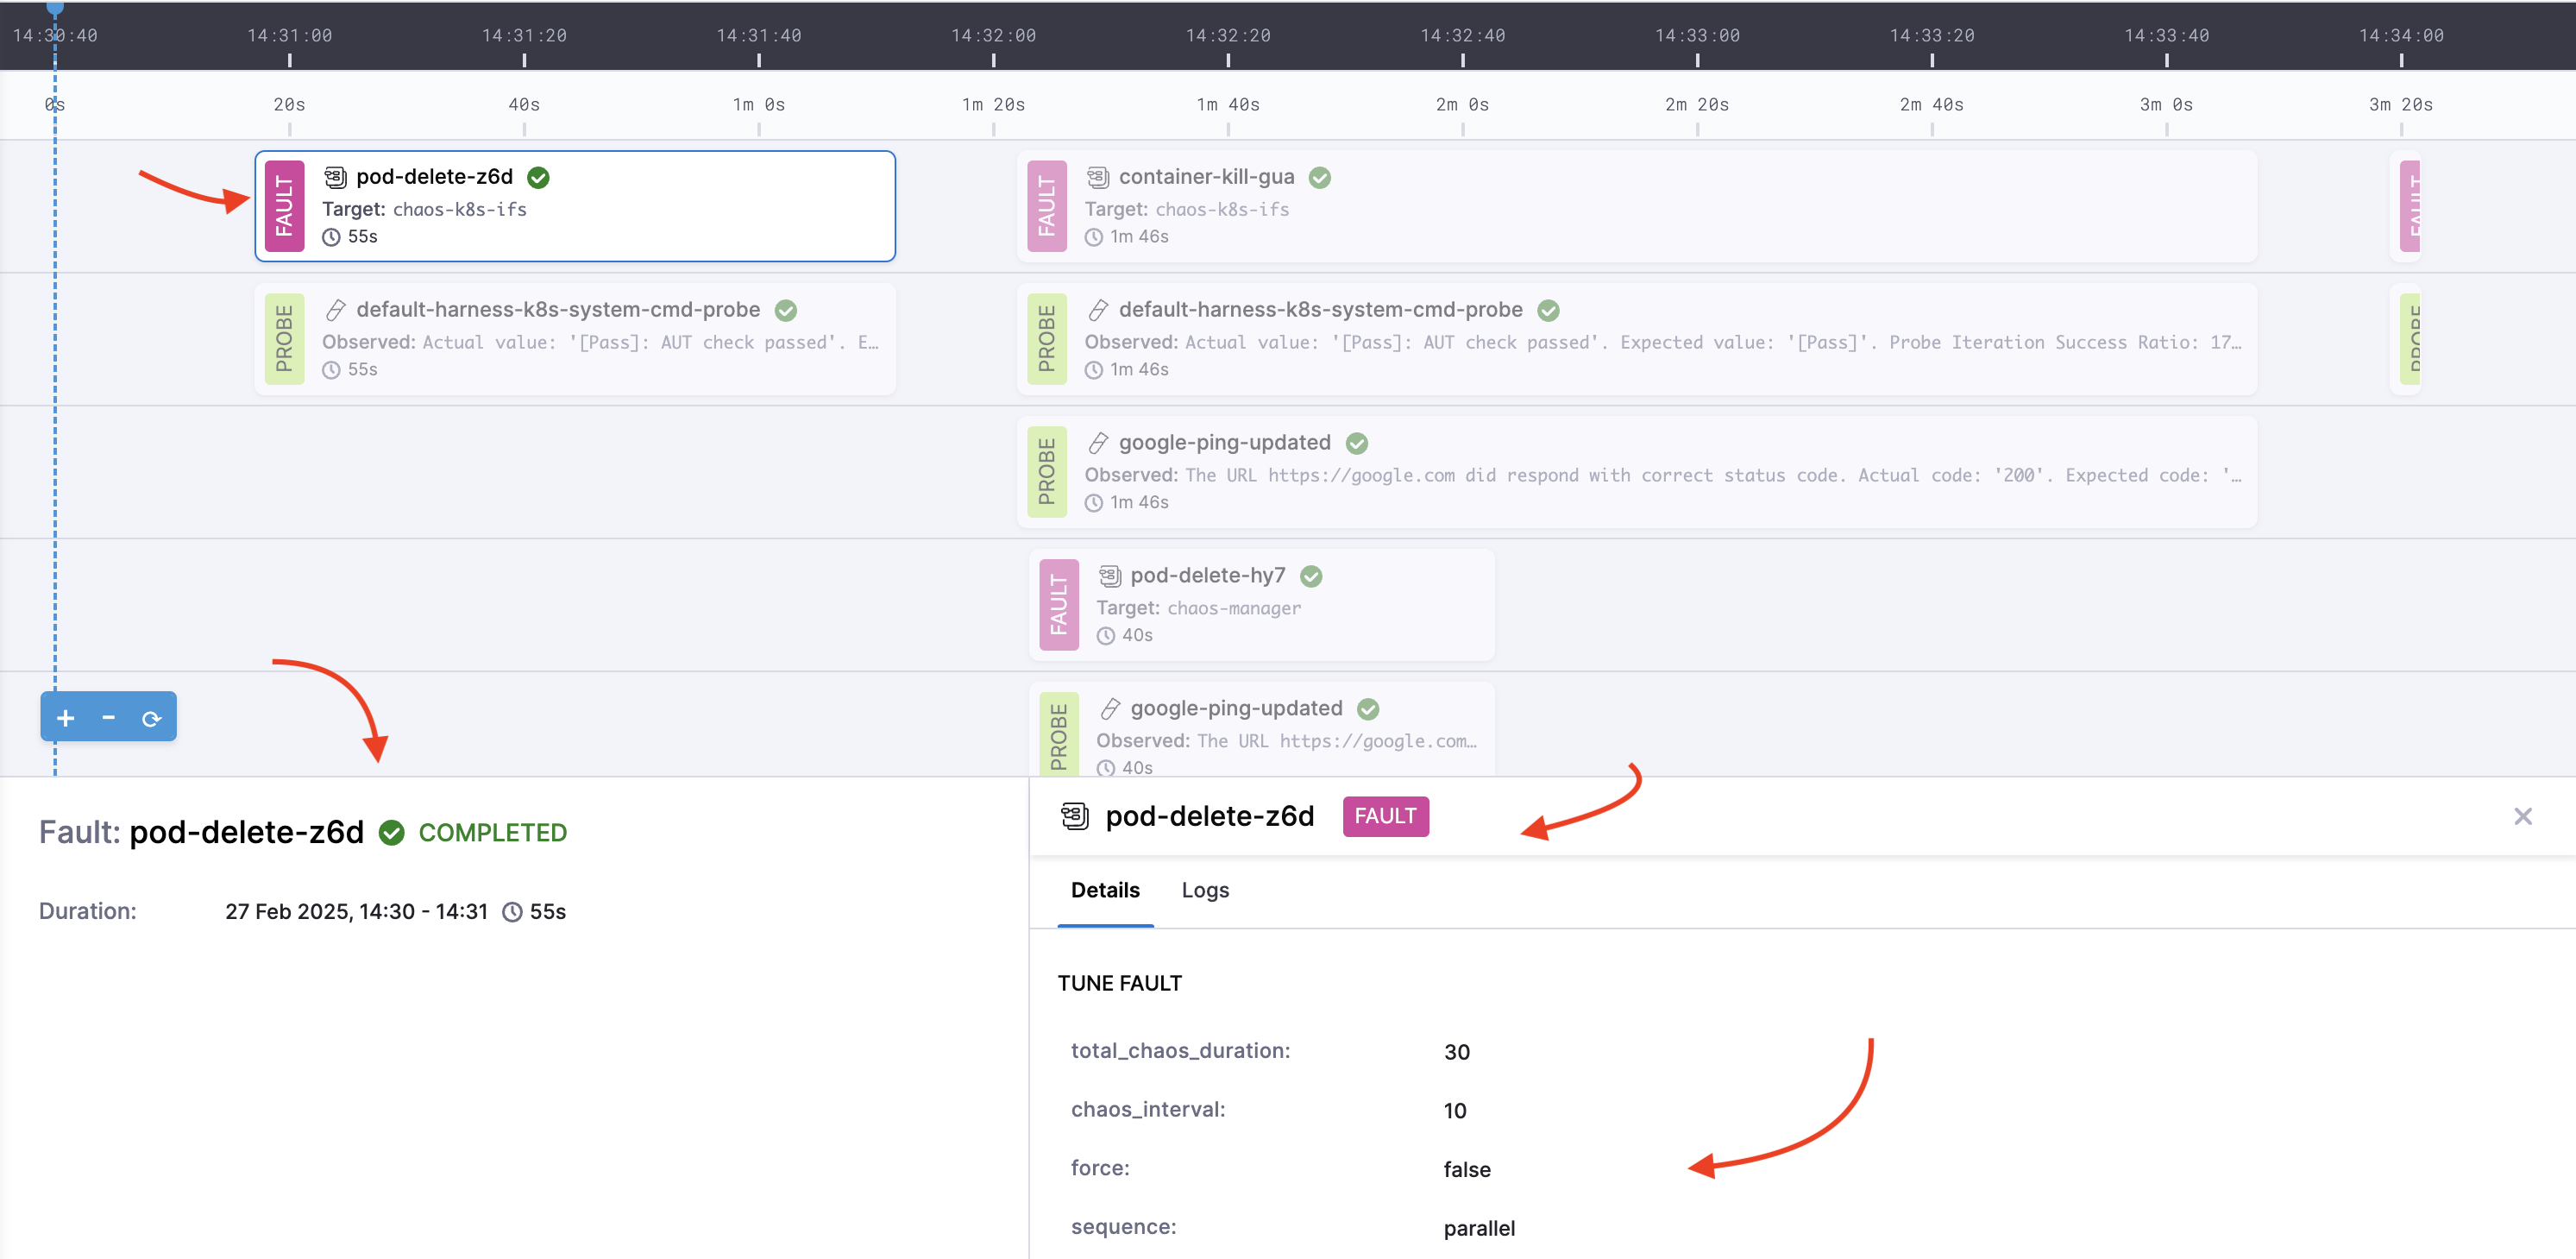 14:30:40 14:31:00 14:31:20 14:31:40 14:32:00 14:32:20 14:32:40 14:33:00 14:33:20 14:33:40 14:34:00
0s 20s 40s 1m 0s 1m 20s 1m 40s 2m 0s 2m 20s 2m 40s 3m 0s 3m 20s
FAULT
pod-delete-z6d
Target: chaos-k8s-ifs
55s
FAULT
container-kill-gua
Target: chaos-k8s-ifs
1m 46s
FAULT
PROBE
default-harness-k8s-system-cmd-probe
Observed: Actual value: '[Pass]: AUT check passed'. E…
55s
PROBE
default-harness-k8s-system-cmd-probe
Observed: Actual value: '[Pass]: AUT check passed'. Expected value: '[Pass]'. Probe Iteration Success Ratio: 17…
1m 46s
PROBE
PROBE
google-ping-updated
Observed: The URL https://google.com did respond with correct status code. Actual code: '200'. Expected code: '…
1m 46s
FAULT
pod-delete-hy7
Target: chaos-manager
40s
PROBE
google-ping-updated
Observed: The URL https://google.com…
40s
+ −
Fault: pod-delete-z6d COMPLETED
Duration: 27 Feb 2025, 14:30 - 14:31 55s
pod-delete-z6d FAULT
Details Logs
TUNE FAULT
total_chaos_duration: 30
chaos_interval: 10
force: false
sequence: parallel